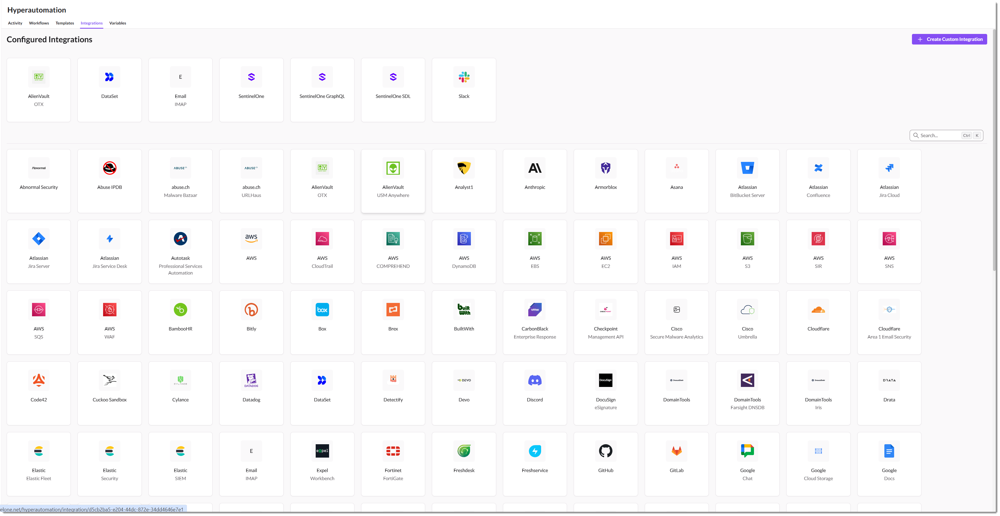 Hyperautomation
Activity Workflows Templates Integrations Variables
Configured Integrations
+ Create Custom Integration
AlienVault
OTX
DataSet
E
Email
IMAP
SentinelOne
SentinelOne GraphQL
SentinelOne SDL
Slack
Search... Ctrl K
Abnormal
Abnormal Security
Abuse IPDB
ABUSE ch
abuse.ch
Malware Bazaar
ABUSE ch
abuse.ch
URLHaus
AlienVault
OTX
AlienVault
USM Anywhere
Analyst1
Anthropic
Armorblox
Asana
Atlassian
BitBucket Server
Atlassian
Confluence
Atlassian
Jira Cloud
Atlassian
Jira Server
Atlassian
Jira Service Desk
Autotask
Professional Services
Automation
aws
AWS
AWS
CloudTrail
AWS
COMPREHEND
AWS
DynamoDB
AWS
EBS
AWS
EC2
AWS
IAM
AWS
S3
AWS
SIR
AWS
SNS
AWS
SQS
AWS
WAF
BambooHR
Bitly
box
Box
Brex
built
With
BuiltWith
vmw
CarbonBlack
Enterprise Response
CHECK POINT
Checkpoint
Management API
Cisco
Secure Malware Analytics
Cisco
Umbrella
Cloudflare
Cloudflare
Area 1 Email Security
Code42
Cuckoo Sandbox
CYLANCE
Cylance
DATADOG
Datadog
DataSet
Detectify
DEVO
Devo
Discord
DocuSign
DocuSign
eSignature
DomainTools
DomainTools
DomainTools
Farsight DNSDB
DomainTools
DomainTools
Iris
DRATA
Drata
Elastic
Elastic Fleet
Elastic
Security
Elastic
SIEM
E
Email
IMAP
expel
Expel
Workbench
Fortinet
FortiGate
Freshdesk
Freshservice
GitHub
GitLab
Google
Chat
Google
Cloud Storage
Google
Docs
elone.net/hyperautomation/integration/d5cb2ba5-e204-44dc-872e-34dd4646e7e1